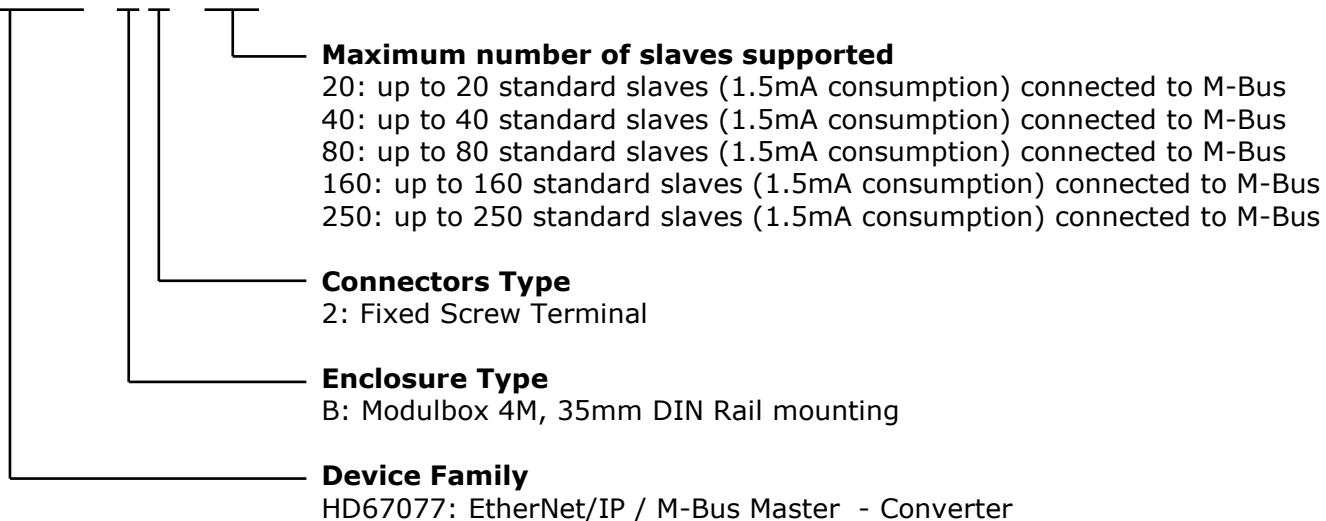 Maximum number of slaves supported
20: up to 20 standard slaves (1.5mA consumption) connected to M-Bus
40: up to 40 standard slaves (1.5mA consumption) connected to M-Bus
80: up to 80 standard slaves (1.5mA consumption) connected to M-Bus
160: up to 160 standard slaves (1.5mA consumption) connected to M-Bus
250: up to 250 standard slaves (1.5mA consumption) connected to M-Bus
Connectors Type
2: Fixed Screw Terminal
Enclosure Type
B: Modulbox 4M, 35mm DIN Rail mounting
Device Family
HD67077: EtherNet/IP / M-Bus Master - Converter